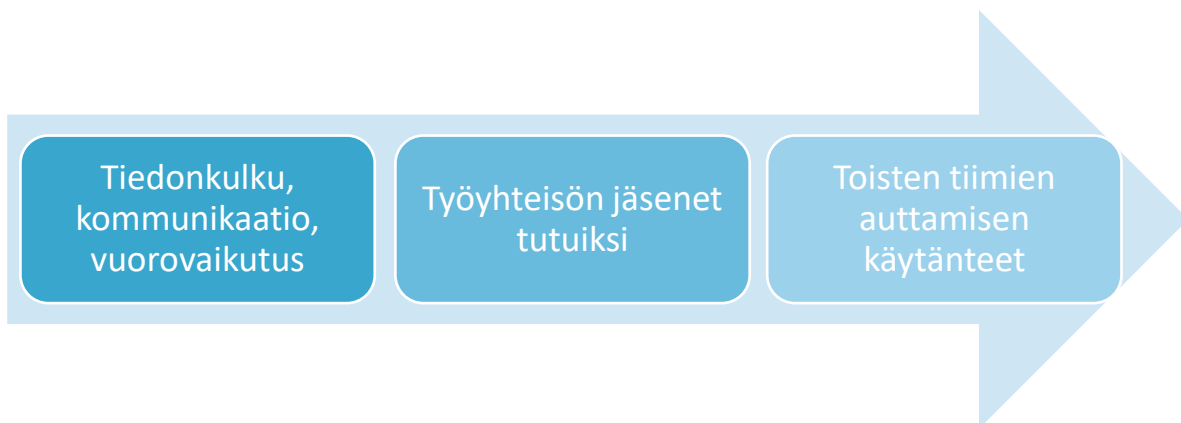 Tiedonkulku,
kommunikaatio,
vuorovaikutus
Työyhteisön jäsenet
tutuiksi
Toisten tiimien
auttamisen
käytänteet